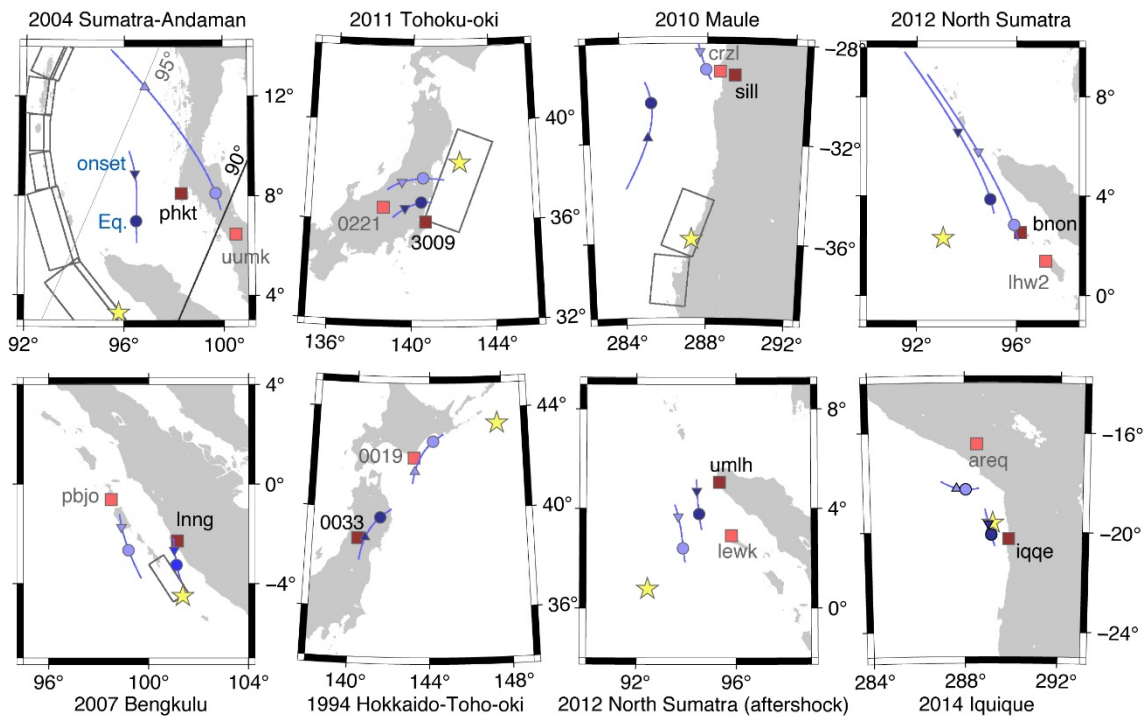 2004 Sumatra-Andaman
2011 Tohoku-oki
2010 Maule
2012 North Sumatra
95°
90°
onset
Eq.
phkt
uumk
12°
8°
4°
92°
96°
100°
0221
3009
40°
36°
32°
136°
140°
144°
crzl
sill
−28°
−32°
−36°
284°
288°
292°
bnon
lhw2
8°
4°
0°
92°
96°
pbjo
lnng
4°
0°
−4°
96°
100°
104°
2007 Bengkulu
0019
0033
44°
40°
36°
140°
144°
148°
1994 Hokkaido-Toho-oki
umlh
lewk
8°
4°
0°
92°
96°
2012 North Sumatra (aftershock)
areq
iqqe
−16°
−20°
−24°
284°
288°
292°
2014 Iquique